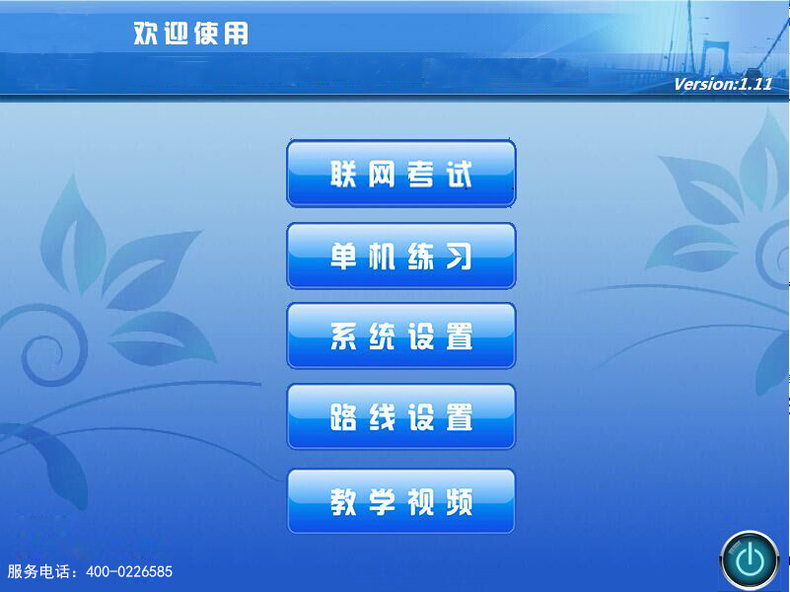 欢迎使用
Version:1.11
联网考试
单机练习
系统设置
路线设置
教学视频
服务电话：400-0226585